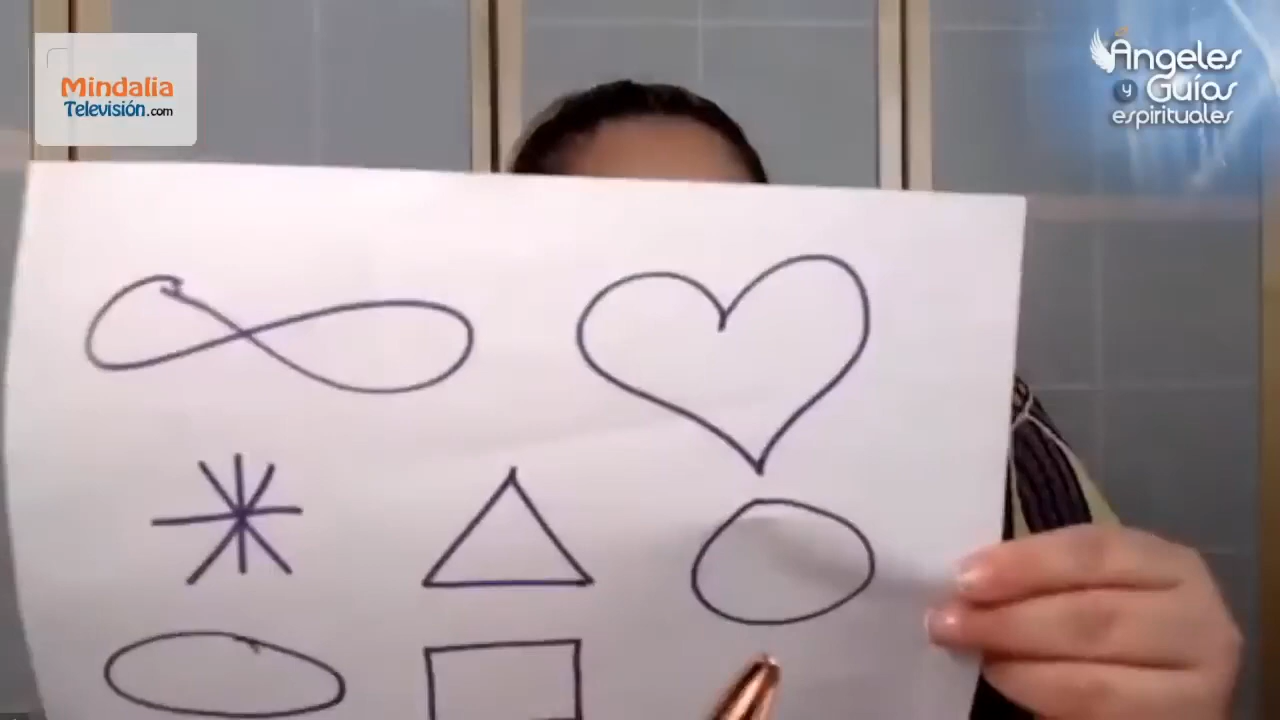 Mindalia
Televisión.com
Ángeles
y
Guías
espirituales